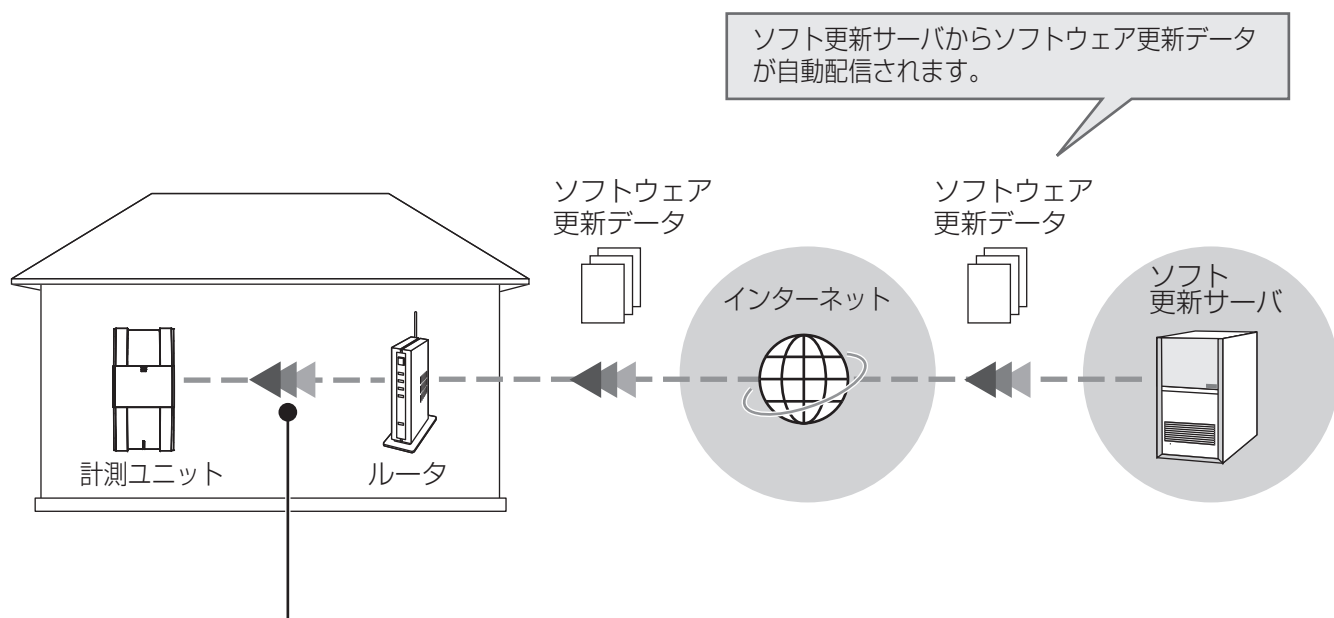 ソフト更新サーバからソフトウェア更新データ
が自動配信されます。
ソフトウェア
更新データ
ソフトウェア
更新データ
インターネット
ソフト
更新サーバ
計測ユニット
ルータ